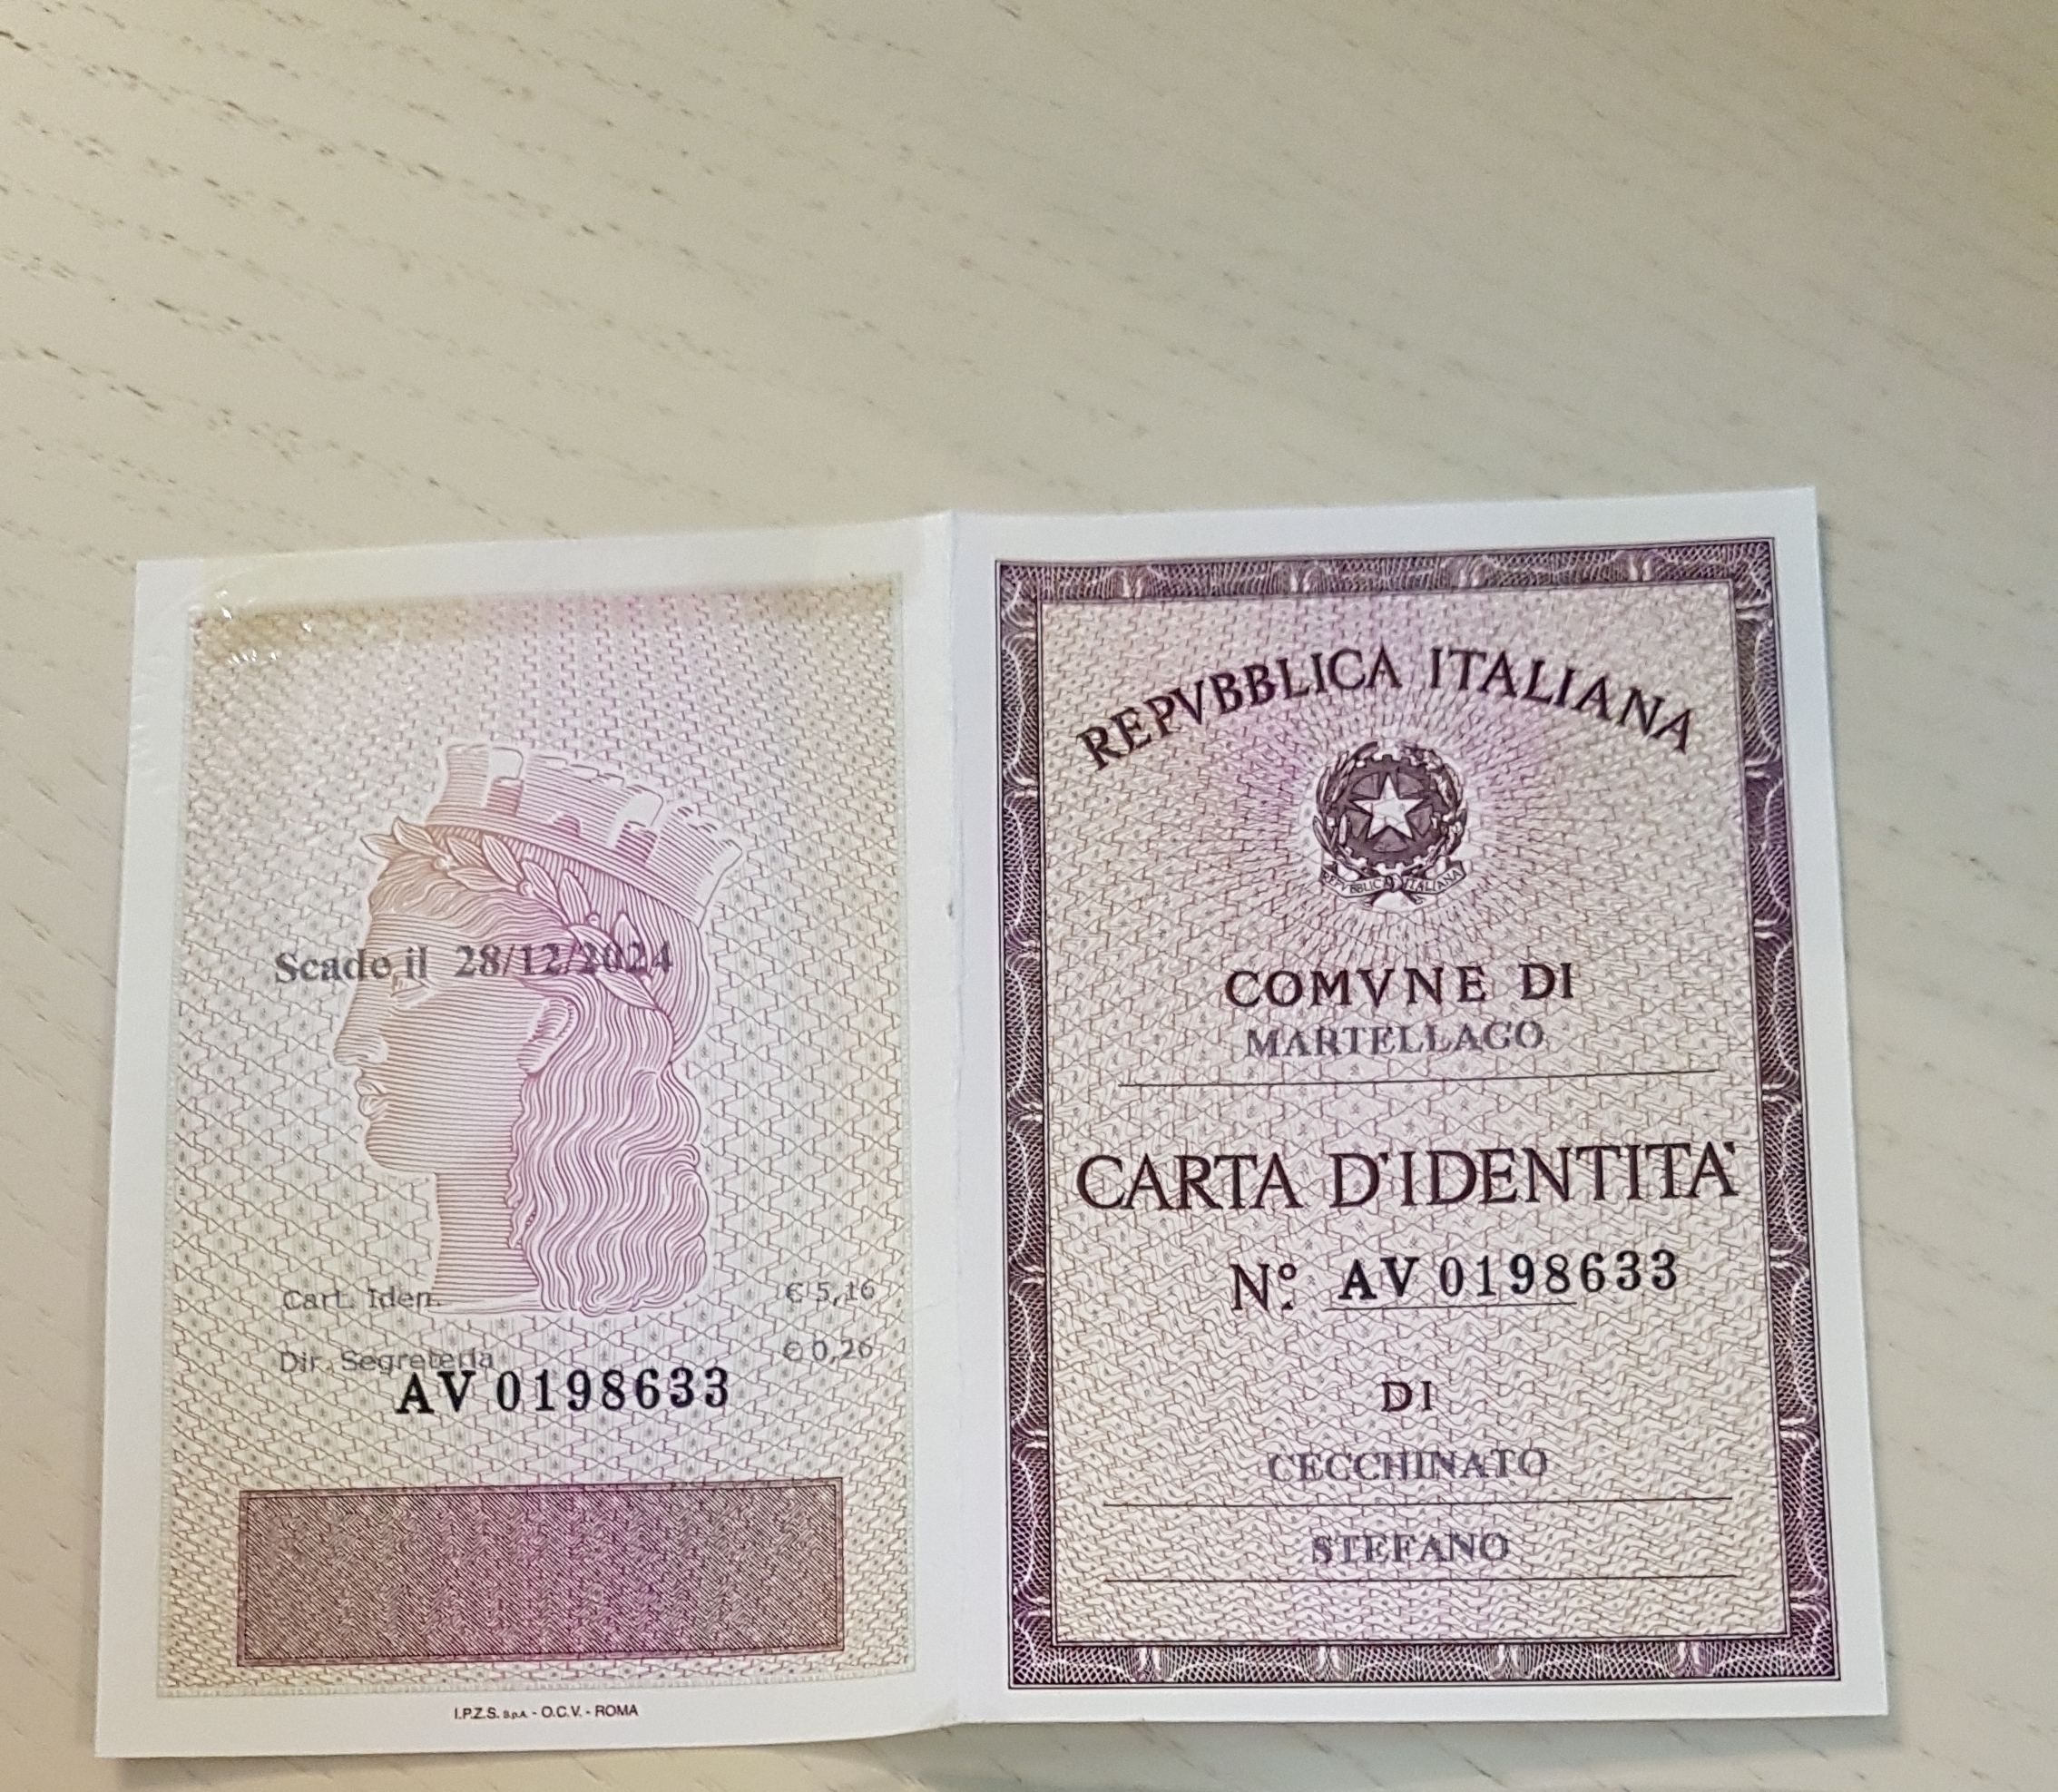 Scade il 28/12/2024
Cart. Iden. € 5,16
Dir. Segreteria € 0,26
AV 0198633
I.P.Z.S. S.p.A. - O.C.V. - ROMA
REPVBBLICA ITALIANA
REPVBBLICA ITALIANA
COMVNE DI
MARTELLAGO
CARTA D'IDENTITA'
N° AV 0198633
DI
CECCHINATO
STEFANO